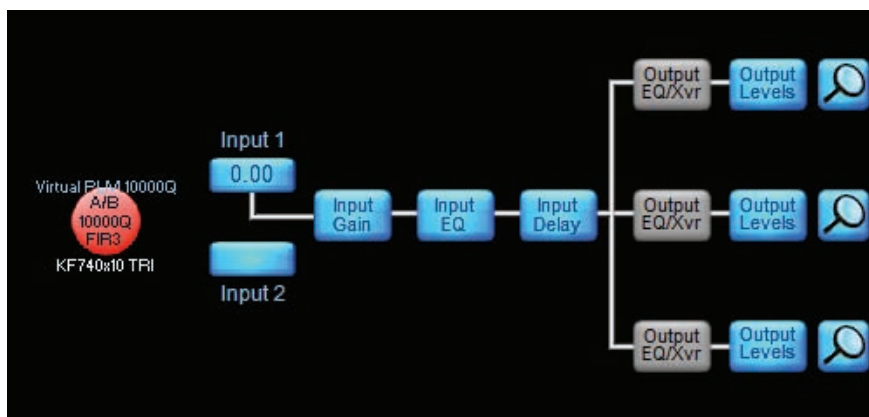 Virtual PLM 10000Q
A/B
10000Q
FIR3
KF740x10 TRI
Input 1
0.00
Input 2
Input
Gain
Input
EQ
Input
Delay
Output
EQ/Xvr
Output
Levels
Output
EQ/Xvr
Output
Levels
Output
EQ/Xvr
Output
Levels